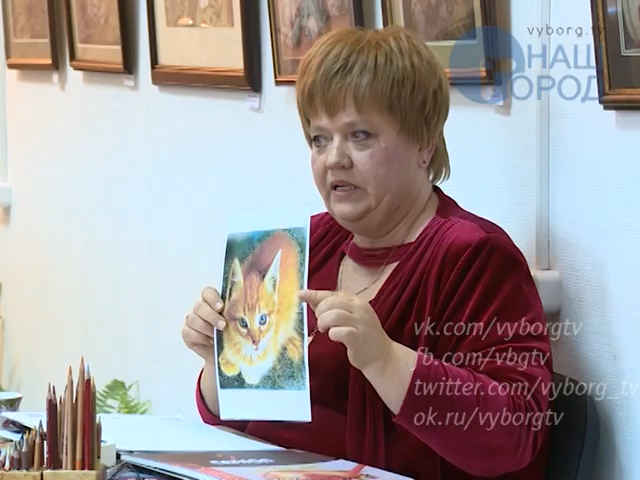 vyborg.tv
НАШ
ГОРОД
vk.com/vyborgtv
fb.com/vbgtv
twitter.com/vyborg_tv
ok.ru/vyborgtv